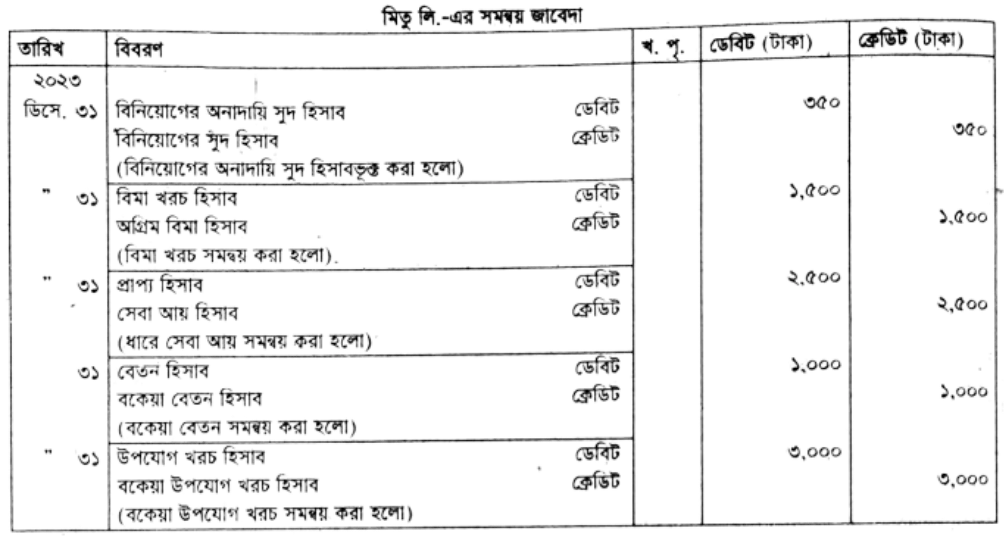 মিতু লি.-এর সমন্বয় জাবেদা
তারিখ বিবরণ খ. পৃ. ডেবিট (টাকা) ক্রেডিট (টাকা)
২০২৩
ডিসে. ৩১ বিনিয়োগের অনাদায়ি সুদ হিসাব ডেবিট ৩৫০
বিনিয়োগের সুদ হিসাব ক্রেডিট ৩৫০
(বিনিয়োগের অনাদায়ি সুদ হিসাবভূক্ত করা হলো)
" ৩১ বিমা খরচ হিসাব ডেবিট ১,৫০০
অগ্রিম বিমা হিসাব ক্রেডিট ১,৫০০
(বিমা খরচ সমন্বয় করা হলো).
" ৩১ প্রাপ্য হিসাব ডেবিট ২,৫০০
সেবা আয় হিসাব ক্রেডিট ২,৫০০
(ধারে সেবা আয় সমন্বয় করা হলো)
৩১ বেতন হিসাব ডেবিট ১,০০০
বকেয়া বেতন হিসাব ক্রেডিট ১,০০০
(বকেয়া বেতন সমন্বয় করা হলো)
" ৩১ উপযোগ খরচ হিসাব ডেবিট ৩,০০০
বকেয়া উপযোগ খরচ হিসাব ক্রেডিট ৩,০০০
(বকেয়া উপযোগ খরচ সমন্বয় করা হলো)